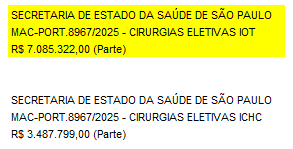 SECRETARIA DE ESTADO DA SAÚDE DE SÃO PAULO
MAC-PORT.8967/2025 - CIRURGIAS ELETIVAS IOT
R$ 7.085.322,00 (Parte)
SECRETARIA DE ESTADO DA SAÚDE DE SÃO PAULO
MAC-PORT.8967/2025 - CIRURGIAS ELETIVAS ICHC
R$ 3.487.799,00 (Parte)